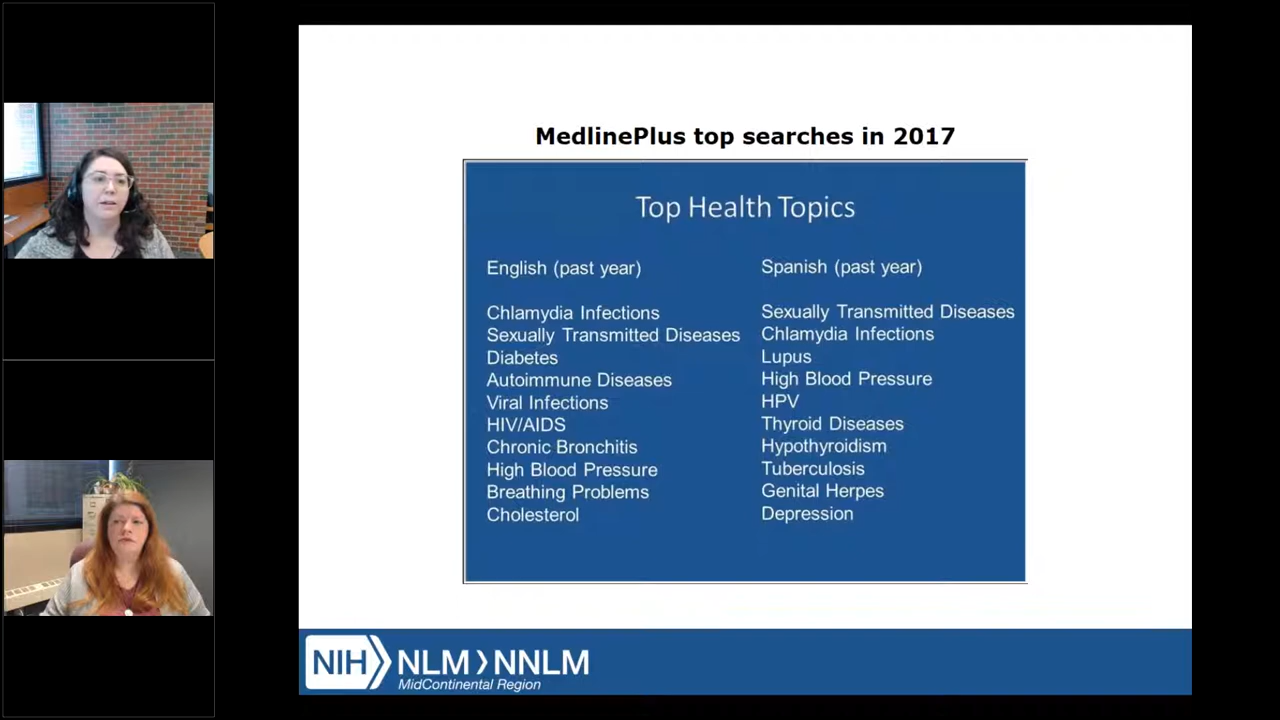 MedlinePlus top searches in 2017
Top Health Topics
English (past year)
Chlamydia Infections
Sexually Transmitted Diseases
Diabetes
Autoimmune Diseases
Viral Infections
HIV/AIDS
Chronic Bronchitis
High Blood Pressure
Breathing Problems
Cholesterol
Spanish (past year)
Sexually Transmitted Diseases
Chlamydia Infections
Lupus
High Blood Pressure
HPV
Thyroid Diseases
Hypothyroidism
Tuberculosis
Genital Herpes
Depression
NIH NLM NNLM
MidContinental Region